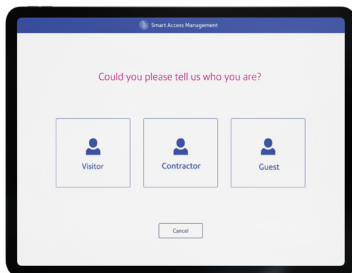 Smart Access Management
Could you please tell us who you are?
Visitor
Contractor
Guest
Cancel